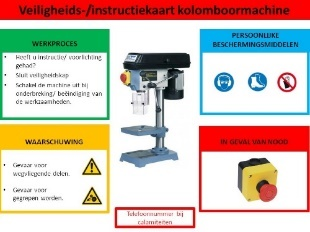 Veiligheids-/instructiekaart kolomboormachine
WERKPROCES
• Heeft u instructie/ voorlichting
gehad?
• Sluit veiligheidskap
• Schakel de machine uit bij
onderbreking/ beëindiging van
de werkzaamheden.
PERSOONLIJKE
BESCHERMINGSMIDDELEN
WAARSCHUWING
• Gevaar voor
wegvliegende delen.
• Gevaar voor
gegrepen worden.
IN GEVAL VAN NOOD
Telefoonnummer bij
calamiteiten